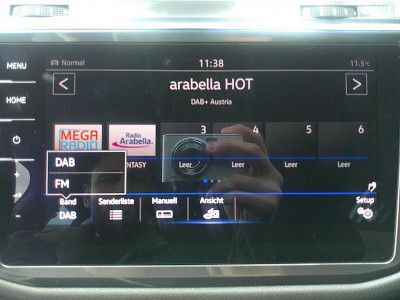 MENU
Normal
11:38
11.5°C
HOME
< arabella HOT >
DAB+ Austria
MEGA RADIO
Radio Arabella.
3 4 5 6
DAB
NTASY
Leer Leer Leer Leer
FM
Band
DAB
Senderliste
Manuell
Ansicht
Setup
+
−